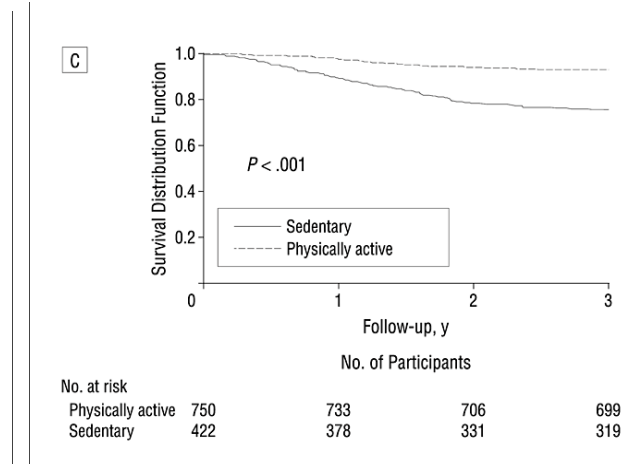 C
1.0
0.8
0.6
0.4
0.2
Survival Distribution Function
P < .001
Sedentary
Physically active
0 1 2 3
Follow-up, y
No. of Participants
No. at risk
Physically active 750 733 706 699
Sedentary 422 378 331 319